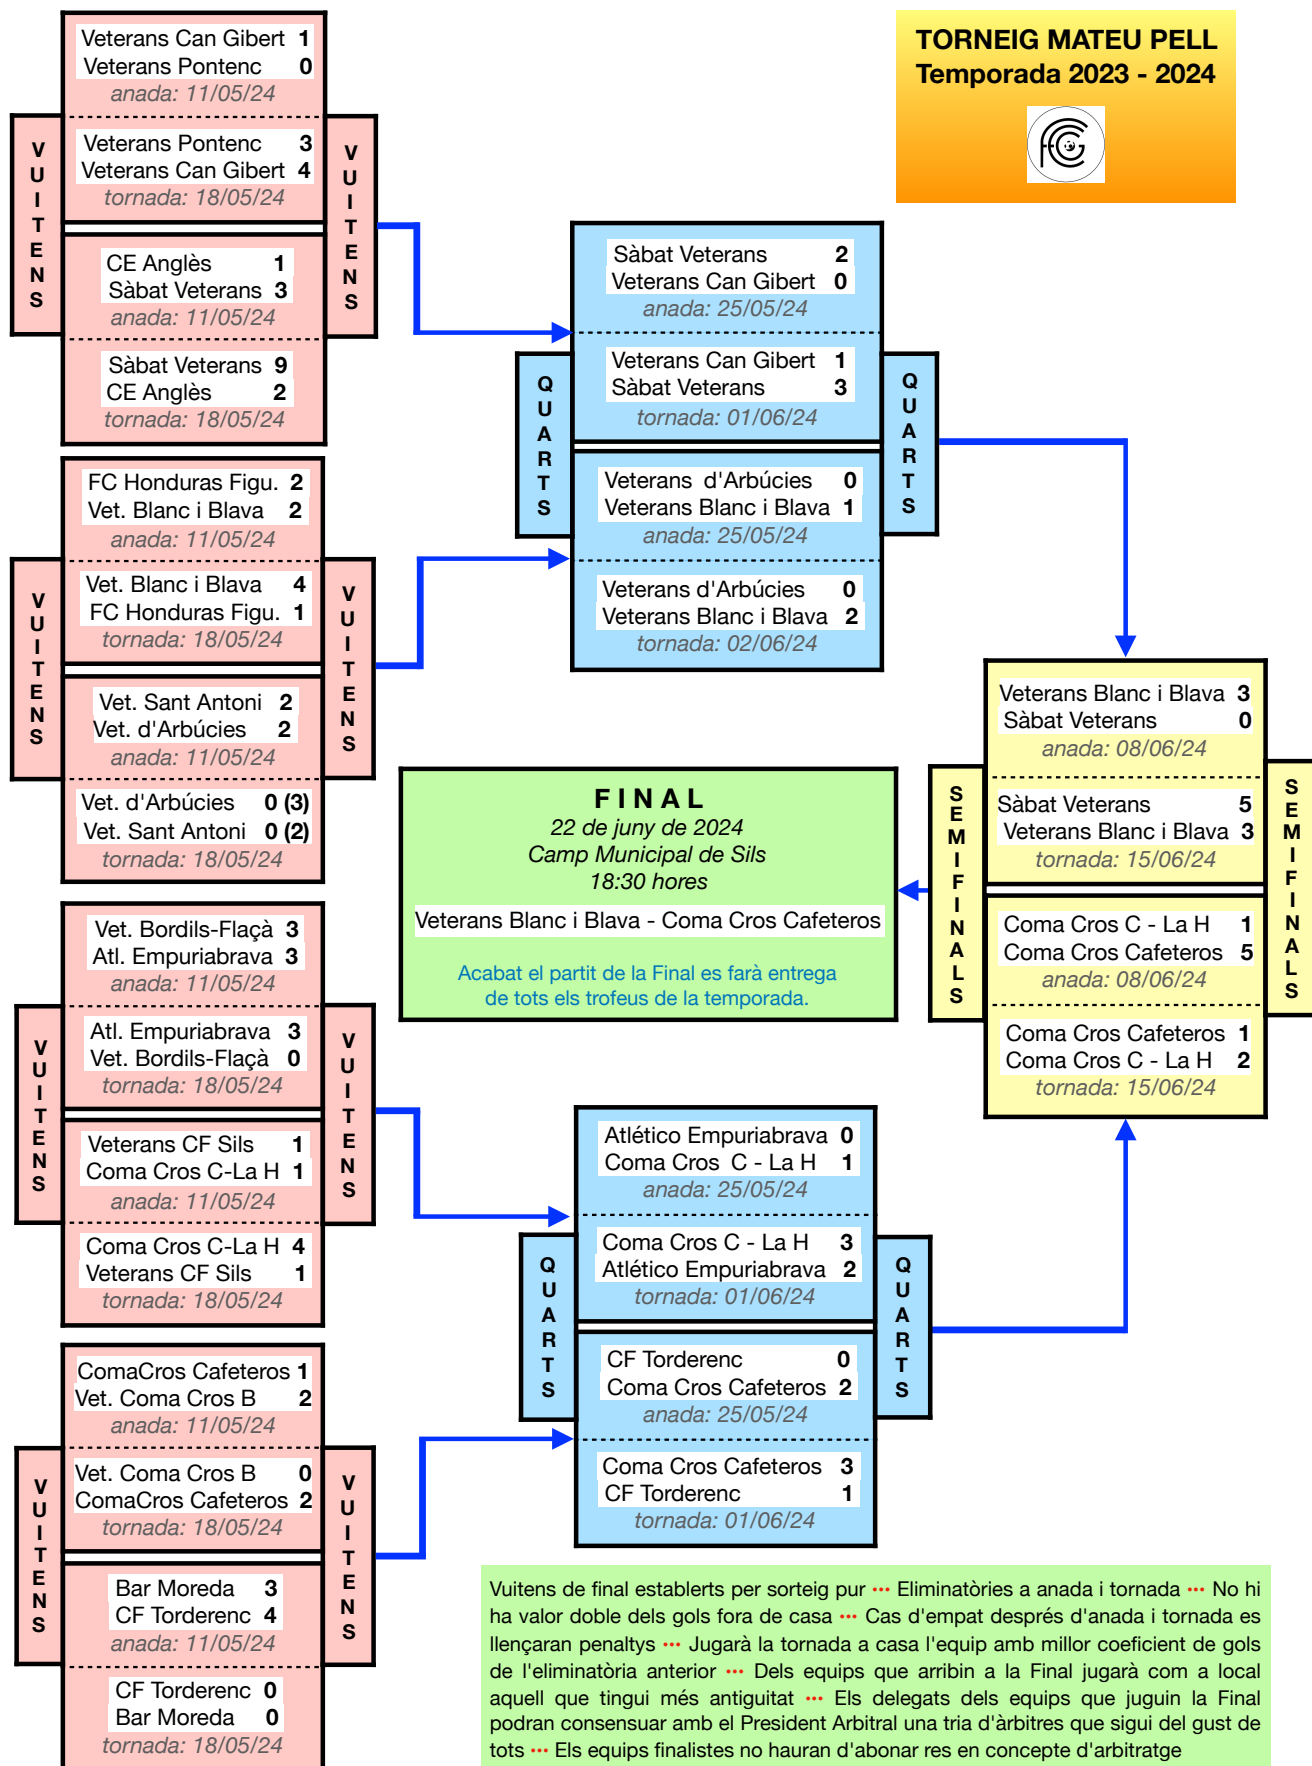 TORNEIG MATEU PELL
Temporada 2023 - 2024
FCCG
VUITENS
Veterans Can Gibert 1
Veterans Pontenc 0
anada: 11/05/24
Veterans Pontenc 3
Veterans Can Gibert 4
tornada: 18/05/24
CE Anglès 1
Sàbat Veterans 3
anada: 11/05/24
Sàbat Veterans 9
CE Anglès 2
tornada: 18/05/24
VUITENS
VUITENS
FC Honduras Figu. 2
Vet. Blanc i Blava 2
anada: 11/05/24
Vet. Blanc i Blava 4
FC Honduras Figu. 1
tornada: 18/05/24
Vet. Sant Antoni 2
Vet. d'Arbúcies 2
anada: 11/05/24
Vet. d'Arbúcies 0 (3)
Vet. Sant Antoni 0 (2)
tornada: 18/05/24
VUITENS
VUITENS
Vet. Bordils-Flaçà 3
Atl. Empuriabrava 3
anada: 11/05/24
Atl. Empuriabrava 3
Vet. Bordils-Flaçà 0
tornada: 18/05/24
Veterans CF Sils 1
Coma Cros C-La H 1
anada: 11/05/24
Coma Cros C-La H 4
Veterans CF Sils 1
tornada: 18/05/24
VUITENS
VUITENS
ComaCros Cafeteros 1
Vet. Coma Cros B 2
anada: 11/05/24
Vet. Coma Cros B 0
ComaCros Cafeteros 2
tornada: 18/05/24
Bar Moreda 3
CF Torderenc 4
anada: 11/05/24
CF Torderenc 0
Bar Moreda 0
tornada: 18/05/24
VUITENS
QUARTS
Sàbat Veterans 2
Veterans Can Gibert 0
anada: 25/05/24
Veterans Can Gibert 1
Sàbat Veterans 3
tornada: 01/06/24
Veterans d'Arbúcies 0
Veterans Blanc i Blava 1
anada: 25/05/24
Veterans d'Arbúcies 0
Veterans Blanc i Blava 2
tornada: 02/06/24
QUARTS
QUARTS
Atlético Empuriabrava 0
Coma Cros C - La H 1
anada: 25/05/24
Coma Cros C - La H 3
Atlético Empuriabrava 2
tornada: 01/06/24
CF Torderenc 0
Coma Cros Cafeteros 2
anada: 25/05/24
Coma Cros Cafeteros 3
CF Torderenc 1
tornada: 01/06/24
QUARTS
SEMIFINALS
Veterans Blanc i Blava 3
Sàbat Veterans 0
anada: 08/06/24
Sàbat Veterans 5
Veterans Blanc i Blava 3
tornada: 15/06/24
Coma Cros C - La H 1
Coma Cros Cafeteros 5
anada: 08/06/24
Coma Cros Cafeteros 1
Coma Cros C - La H 2
tornada: 15/06/24
SEMIFINALS
FINAL
22 de juny de 2024
Camp Municipal de Sils
18:30 hores
Veterans Blanc i Blava - Coma Cros Cafeteros
Acabat el partit de la Final es farà entrega
de tots els trofeus de la temporada.
Vuitens de final establerts per sorteig pur ••• Eliminatòries a anada i tornada ••• No hi
ha valor doble dels gols fora de casa ••• Cas d'empat després d'anada i tornada es
llençaran penaltys ••• Jugarà la tornada a casa l'equip amb millor coeficient de gols
de l'eliminatòria anterior ••• Dels equips que arribin a la Final jugarà com a local
aquell que tingui més antiguitat ••• Els delegats dels equips que juguin la Final
podran consensuar amb el President Arbitral una tria d'àrbitres que sigui del gust de
tots ••• Els equips finalistes no hauran d'abonar res en concepte d'arbitratge